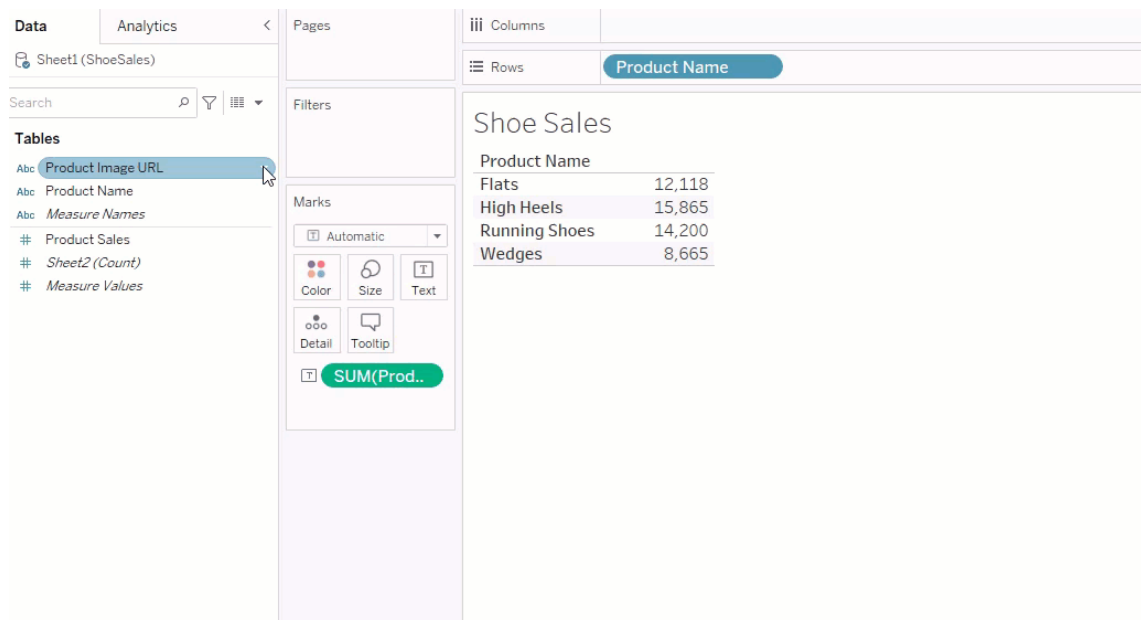 Data Analytics
Sheet1 (ShoeSales)
Search
Tables
Abc Product Image URL
Abc Product Name
Abc Measure Names
# Product Sales
# Sheet2 (Count)
# Measure Values
Pages
Filters
Marks
T Automatic
Color Size Text
Detail Tooltip
T SUM(Prod..
iii Columns
Rows Product Name
Shoe Sales
Product Name
Flats 12,118
High Heels 15,865
Running Shoes 14,200
Wedges 8,665